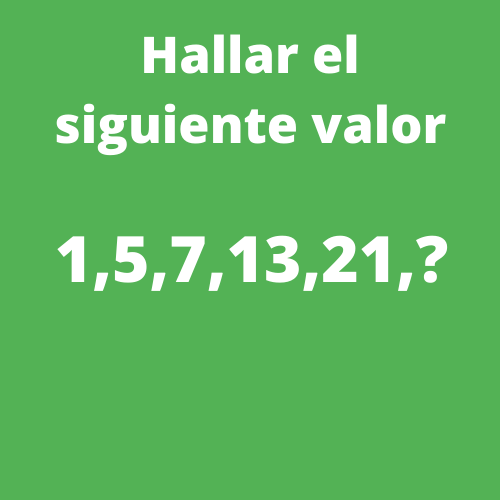 Hallar el
siguiente valor
1,5,7,13,21,?